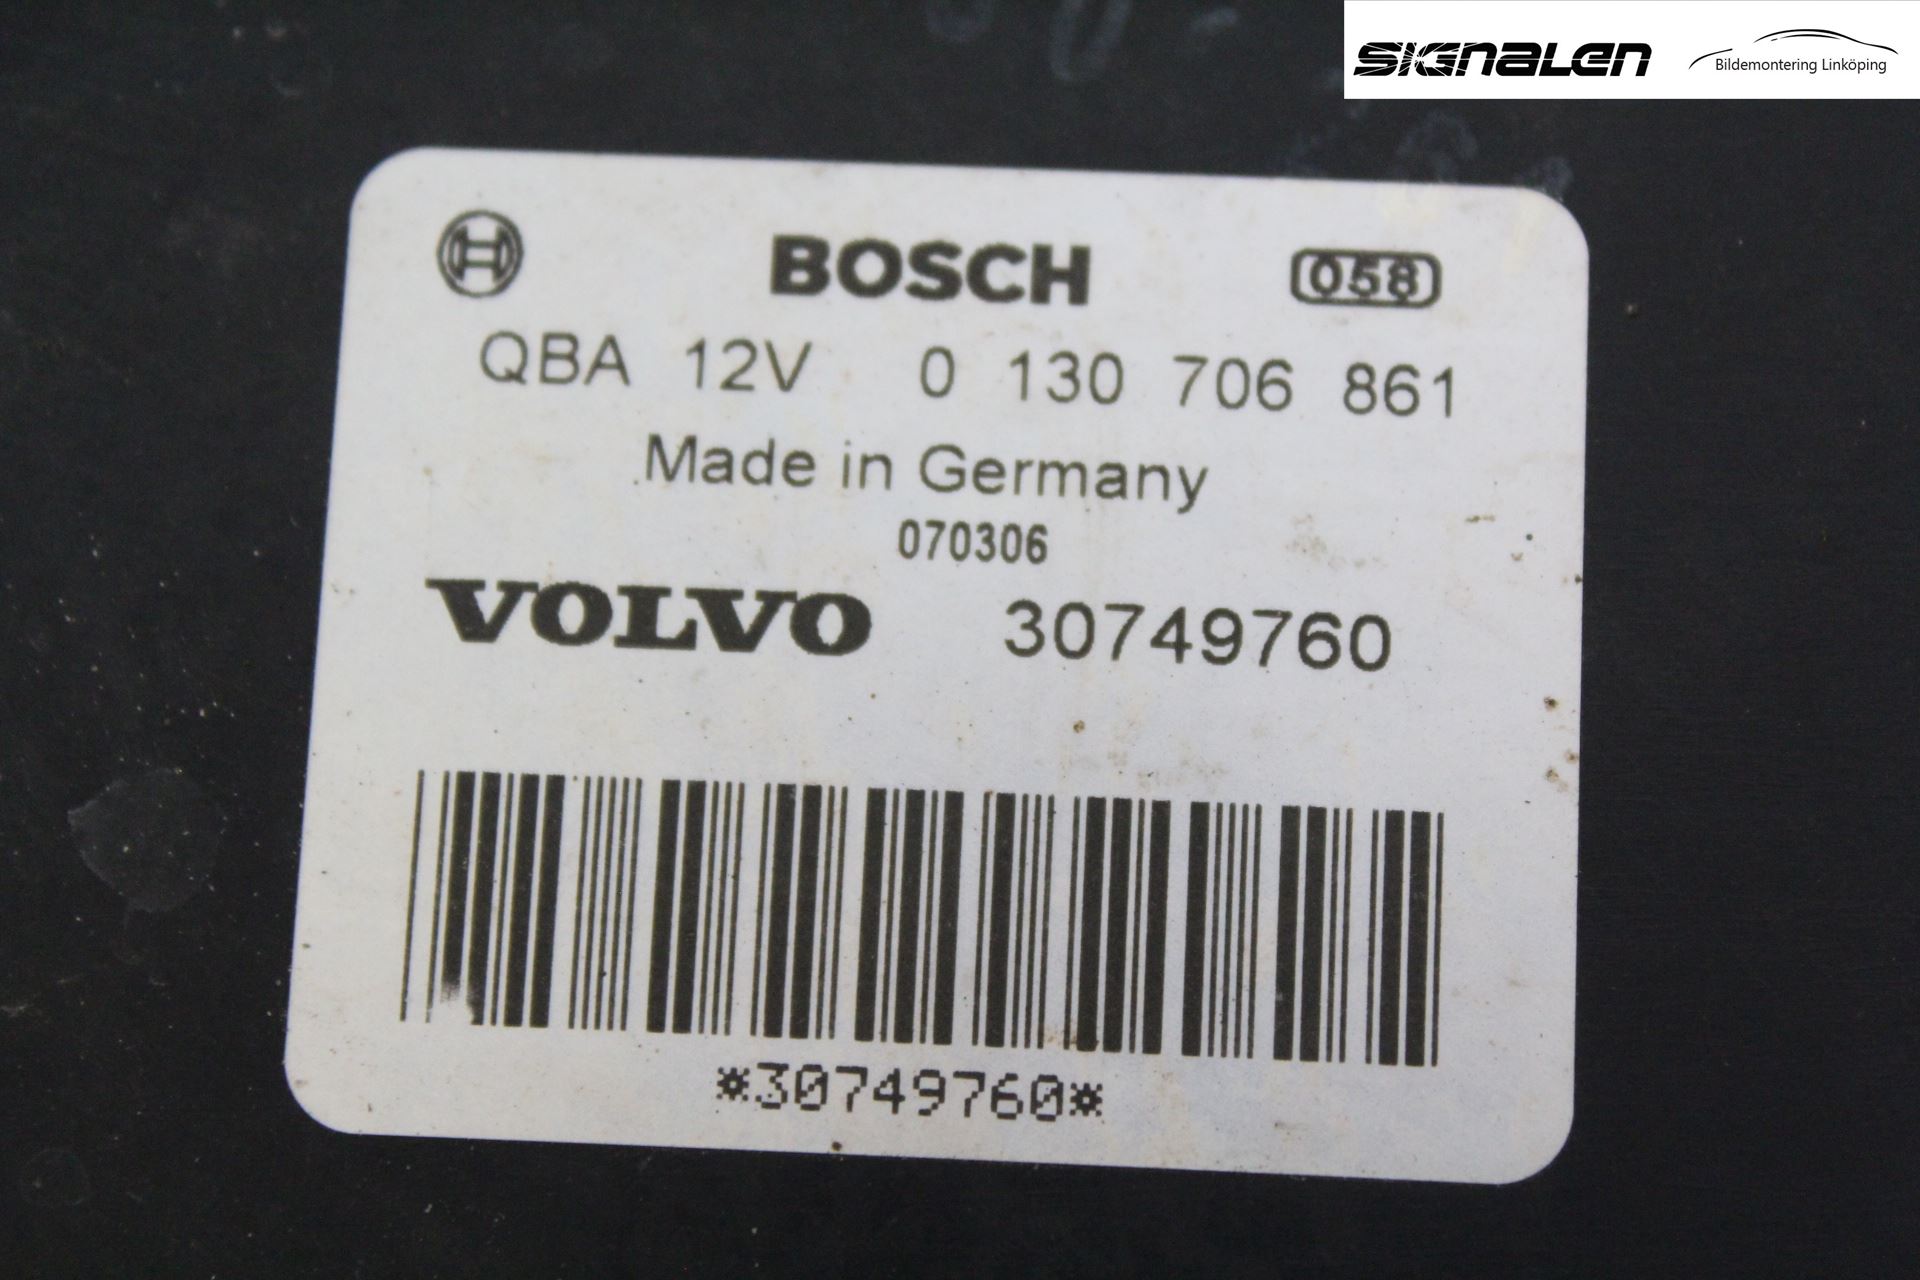 SIGNALEN
Bildemontering Linköping
BOSCH 058
QBA 12V 0 130 706 861
Made in Germany
070306
VOLVO 30749760
*30749760*